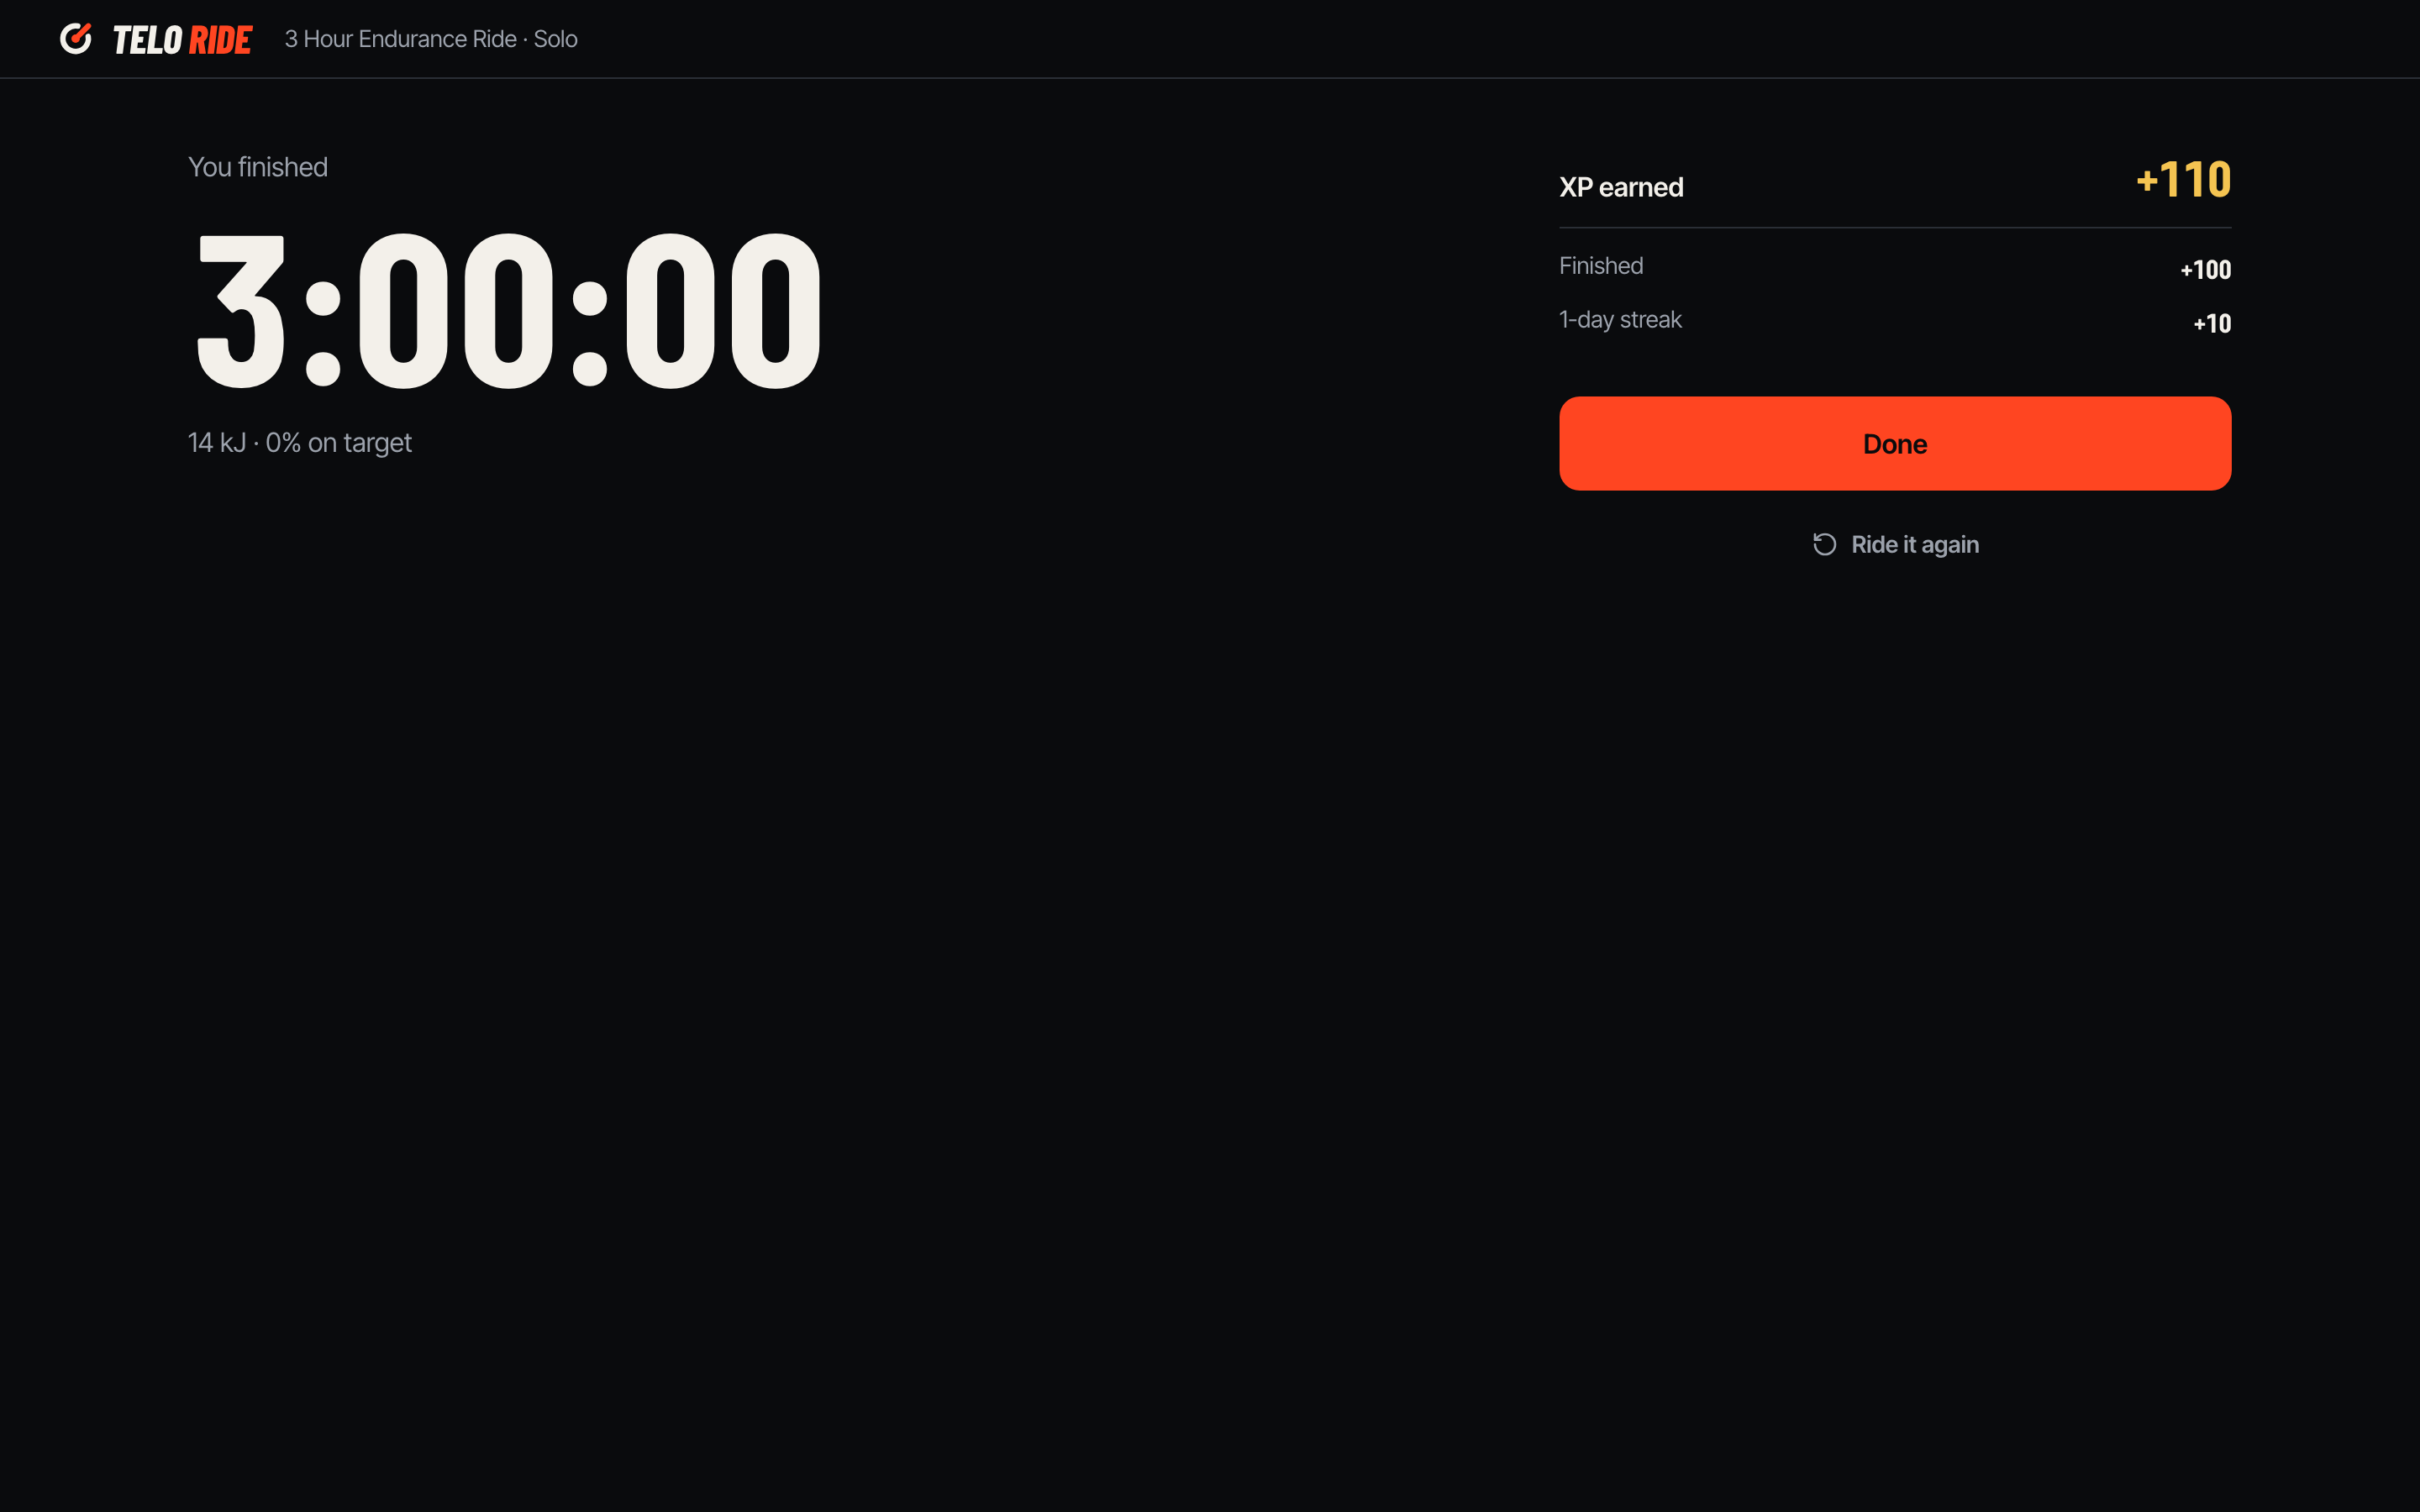 TELO RIDE 3 Hour Endurance Ride · Solo
You finished
3:00:00
14 kJ · 0% on target
XP earned +110
Finished +100
1-day streak +10
Done
Ride it again